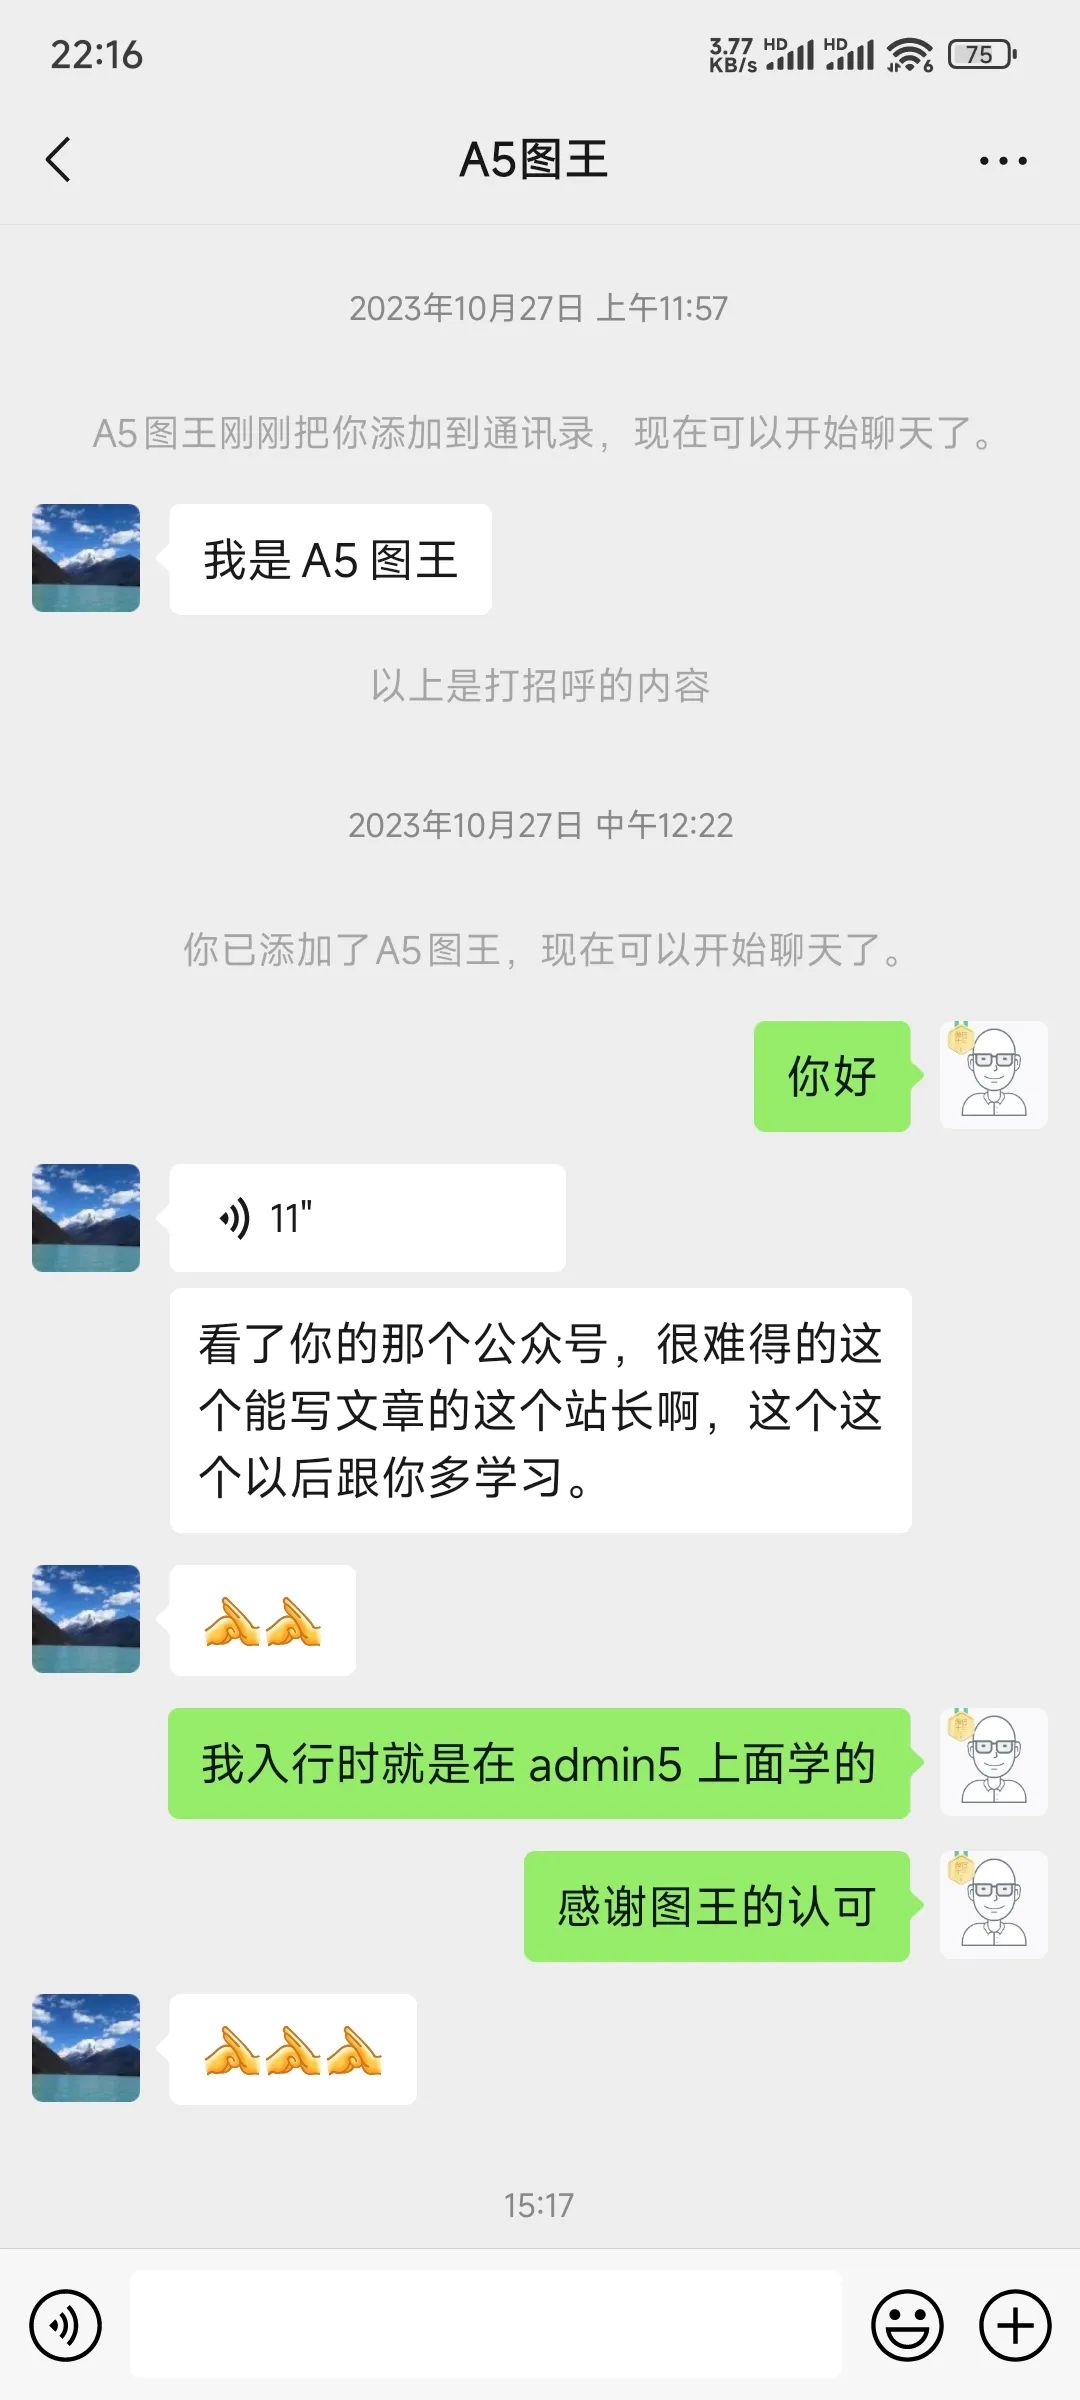 22:16
3.77 KB/s HD HD 6 75
A5图王
2023年10月27日 上午11:57
A5图王刚刚把你添加到通讯录，现在可以开始聊天了。
我是 A5 图王
以上是打招呼的内容
2023年10月27日 中午12:22
你已添加了A5图王，现在可以开始聊天了。
你好
11"
看了你的那个公众号，很难得的这
个能写文章的这个站长啊，这个这
个以后跟你多学习。
我入行时就是在 admin5 上面学的
感谢图王的认可
15:17